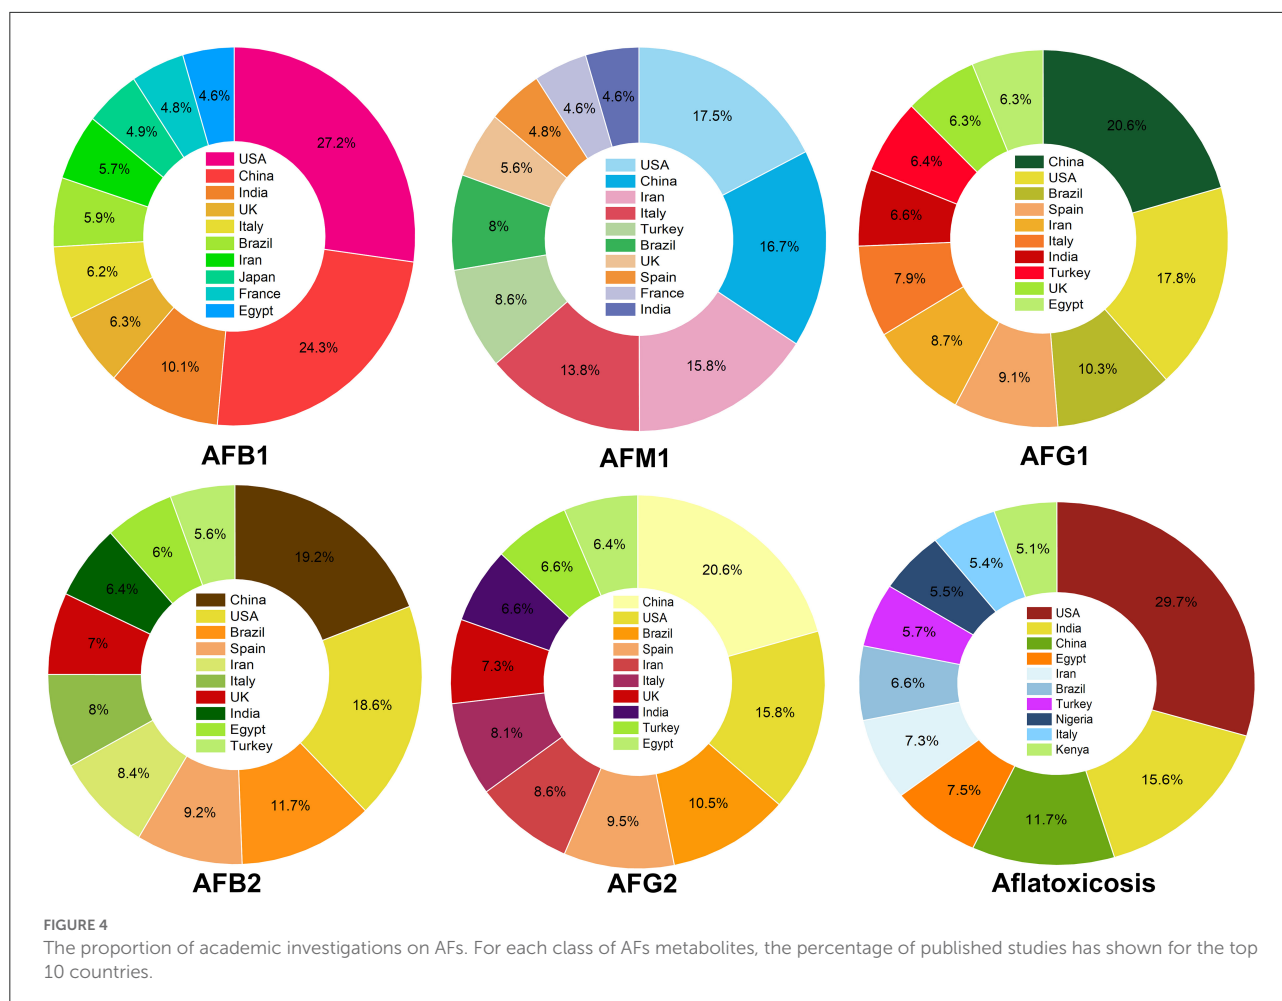 27.2%
24.3%
10.1%
6.3%
6.2%
5.9%
5.7%
4.9%
4.8%
4.6%
USA
China
India
UK
Italy
Brazil
Iran
Japan
France
Egypt
AFB1
17.5%
16.7%
15.8%
13.8%
8.6%
8%
5.6%
4.8%
4.6%
4.6%
USA
China
Iran
Italy
Turkey
Brazil
UK
Spain
France
India
AFM1
20.6%
17.8%
10.3%
9.1%
8.7%
7.9%
6.6%
6.4%
6.3%
6.3%
China
USA
Brazil
Spain
Iran
Italy
India
Turkey
UK
Egypt
AFG1
19.2%
18.6%
11.7%
9.2%
8.4%
8%
7%
6.4%
6%
5.6%
China
USA
Brazil
Spain
Iran
Italy
UK
India
Egypt
Turkey
AFB2
20.6%
15.8%
10.5%
9.5%
8.6%
8.1%
7.3%
6.6%
6.6%
6.4%
China
USA
Brazil
Spain
Iran
Italy
UK
India
Turkey
Egypt
AFG2
29.7%
15.6%
11.7%
7.5%
7.3%
6.6%
5.7%
5.5%
5.4%
5.1%
USA
India
China
Egypt
Iran
Brazil
Turkey
Nigeria
Italy
Kenya
Aflatoxicosis
FIGURE 4
The proportion of academic investigations on AFs. For each class of AFs metabolites, the percentage of published studies has shown for the top
10 countries.